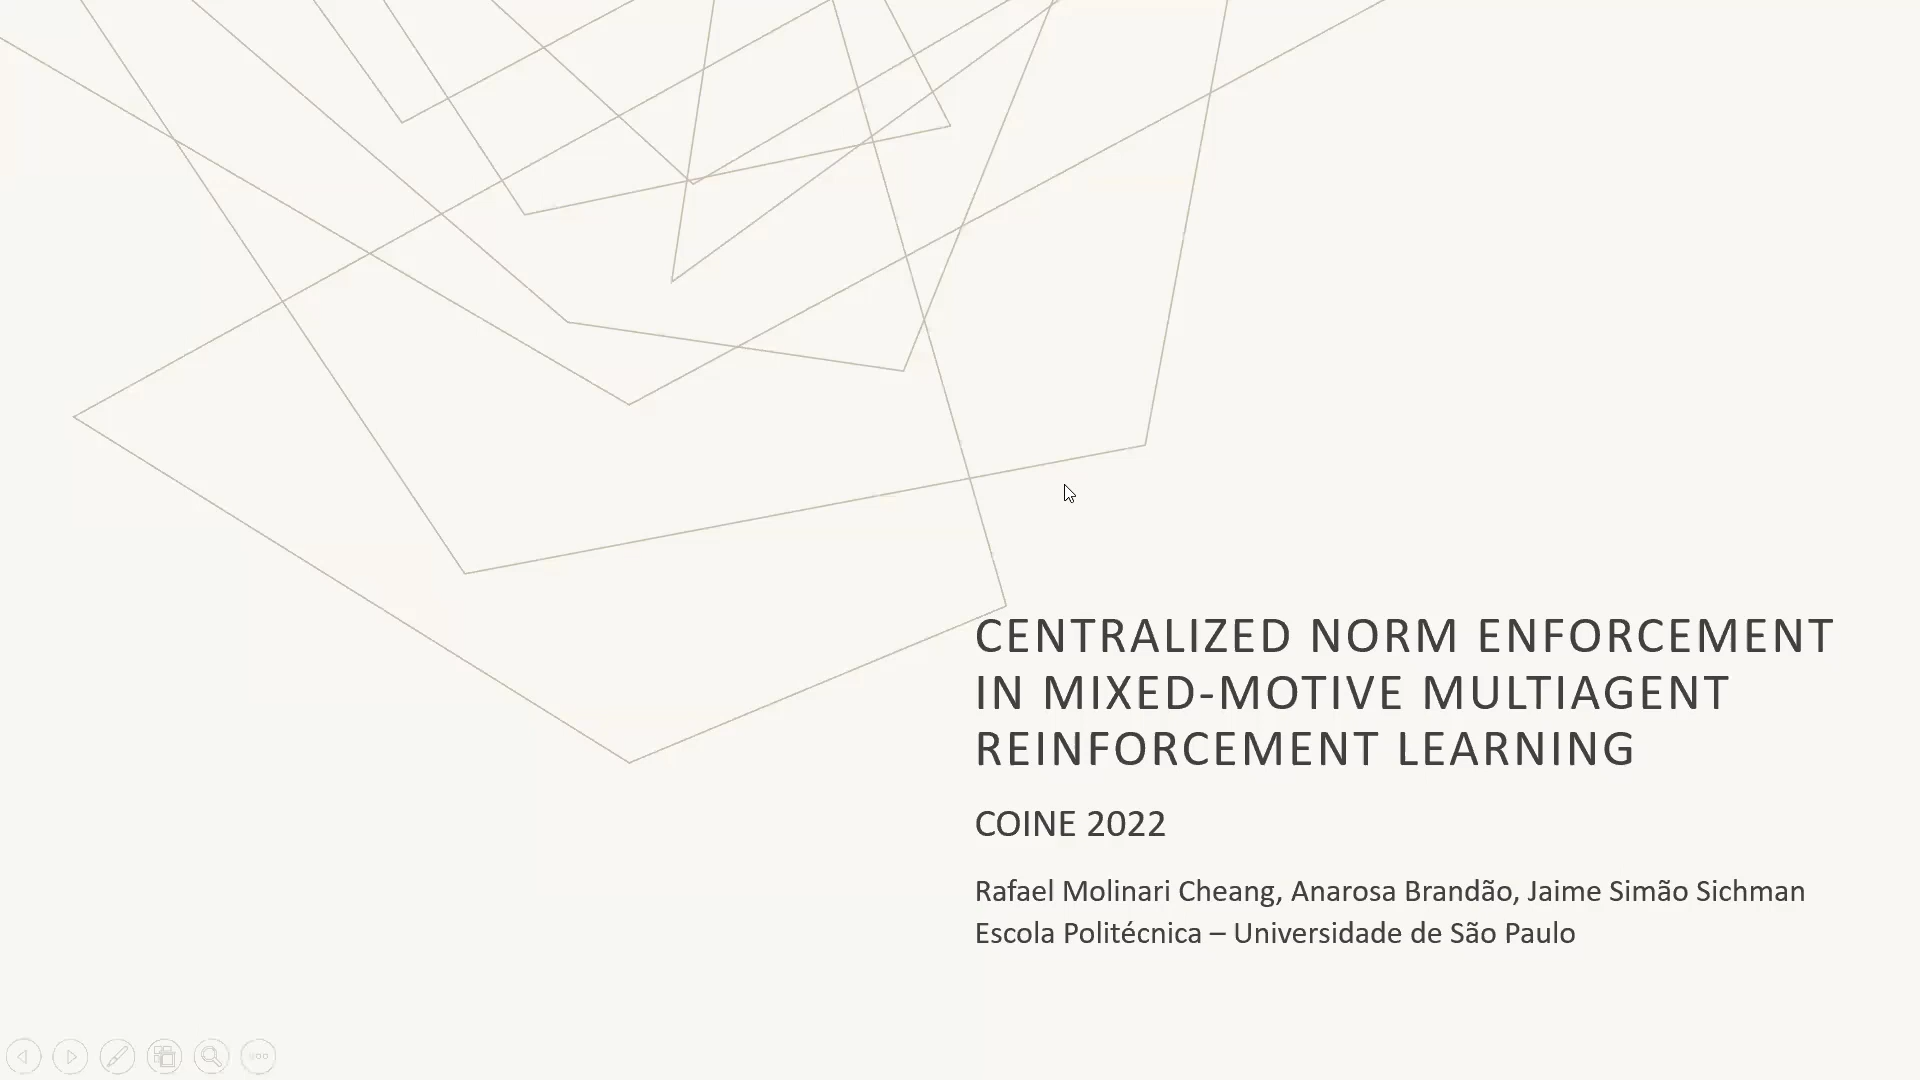 CENTRALIZED NORM ENFORCEMENT
IN MIXED-MOTIVE MULTIAGENT
REINFORCEMENT LEARNING
COINE 2022
Rafael Molinari Cheang, Anarosa Brandão, Jaime Simão Sichman
Escola Politécnica – Universidade de São Paulo